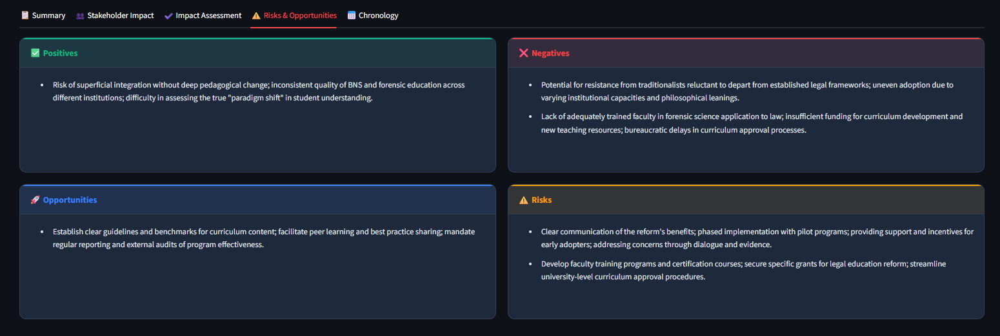 Summary
Stakeholder Impact
Impact Assessment
Risks & Opportunities
Chronology
Positives
• Risk of superficial integration without deep pedagogical change; inconsistent quality of BNS and forensic education across
different institutions; difficulty in assessing the true "paradigm shift" in student understanding.
Negatives
• Potential for resistance from traditionalists reluctant to depart from established legal frameworks; uneven adoption due to
varying institutional capacities and philosophical leanings.
• Lack of adequately trained faculty in forensic science application to law; insufficient funding for curriculum development and
new teaching resources; bureaucratic delays in curriculum approval processes.
Opportunities
• Establish clear guidelines and benchmarks for curriculum content; facilitate peer learning and best practice sharing; mandate
regular reporting and external audits of program effectiveness.
Risks
• Clear communication of the reform's benefits; phased implementation with pilot programs; providing support and incentives for
early adopters; addressing concerns through dialogue and evidence.
• Develop faculty training programs and certification courses; secure specific grants for legal education reform; streamline
university-level curriculum approval procedures.